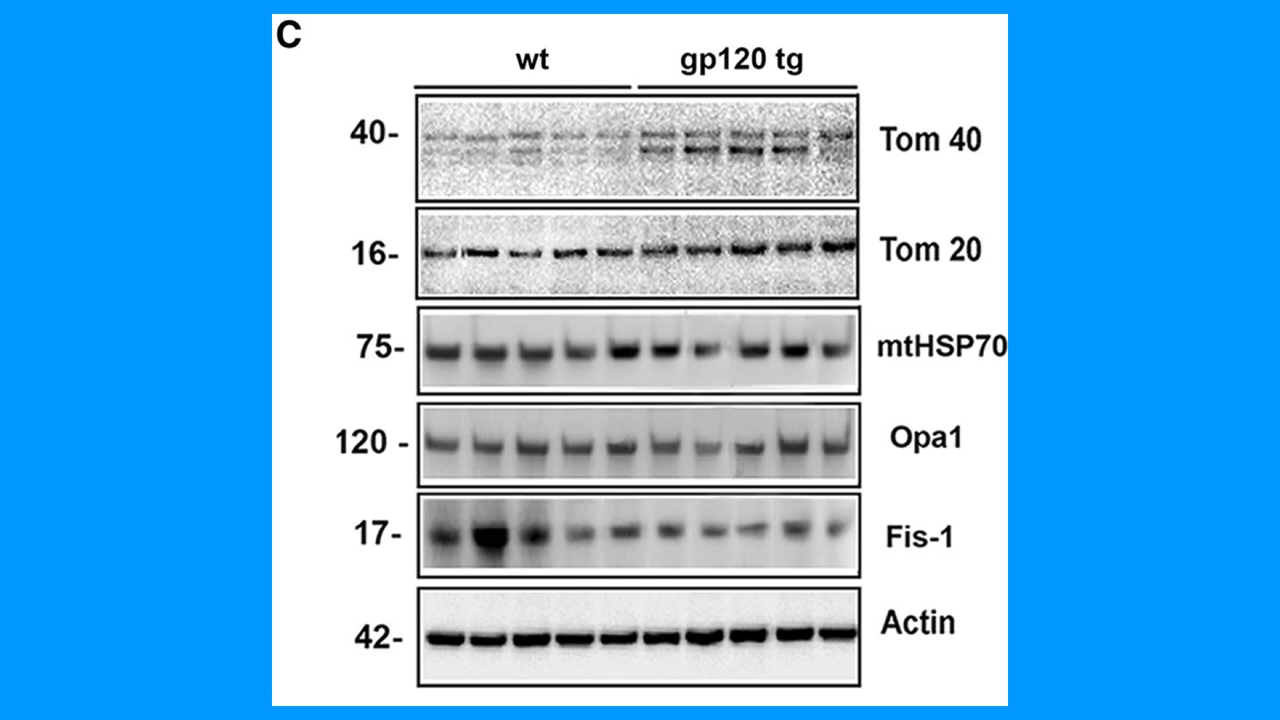 C
wt gp120 tg
40- Tom 40
16- Tom 20
75- mtHSP70
120 - Opa1
17- Fis-1
42- Actin